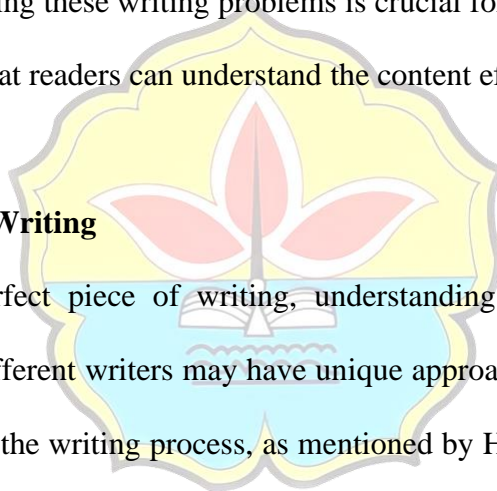 ing these writing problems is crucial fo
at readers can understand the content ef
Writing
rfect piece of writing, understanding
fferent writers may have unique approa
the writing process, as mentioned by H